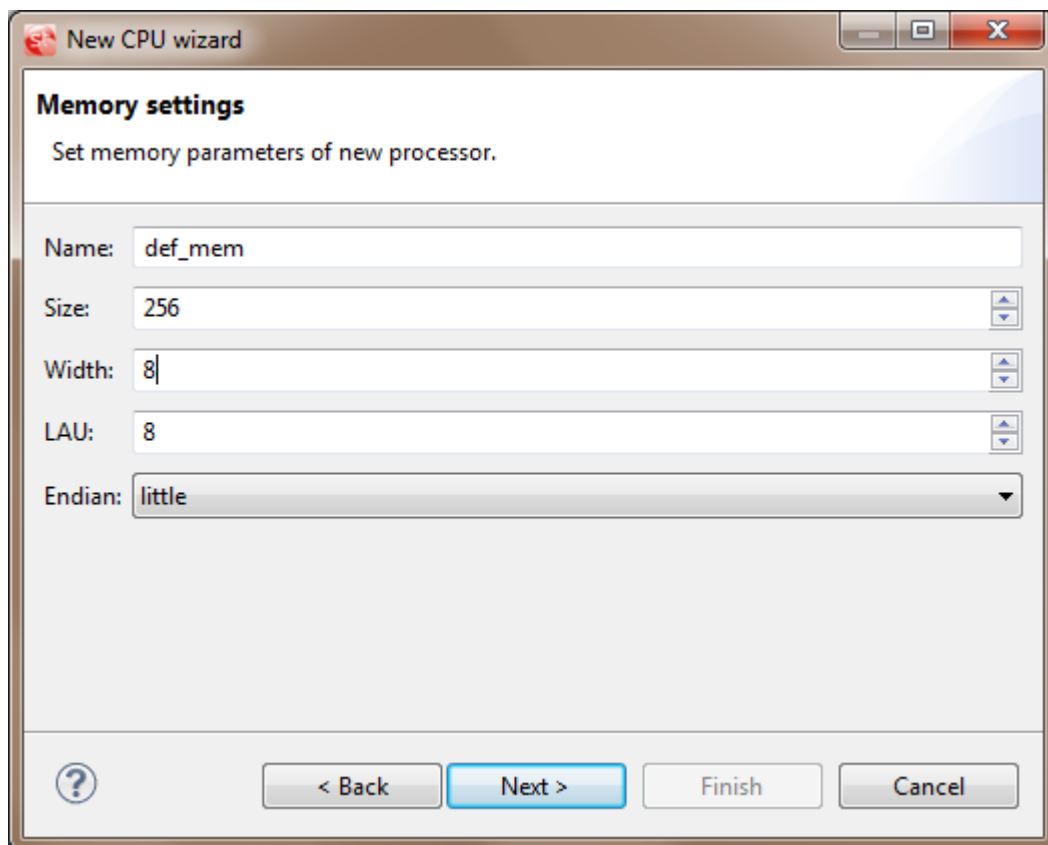 New CPU wizard
Memory settings
Set memory parameters of new processor.
Name: def_mem
Size: 256
Width: 8
LAU: 8
Endian: little
? < Back Next > Finish Cancel